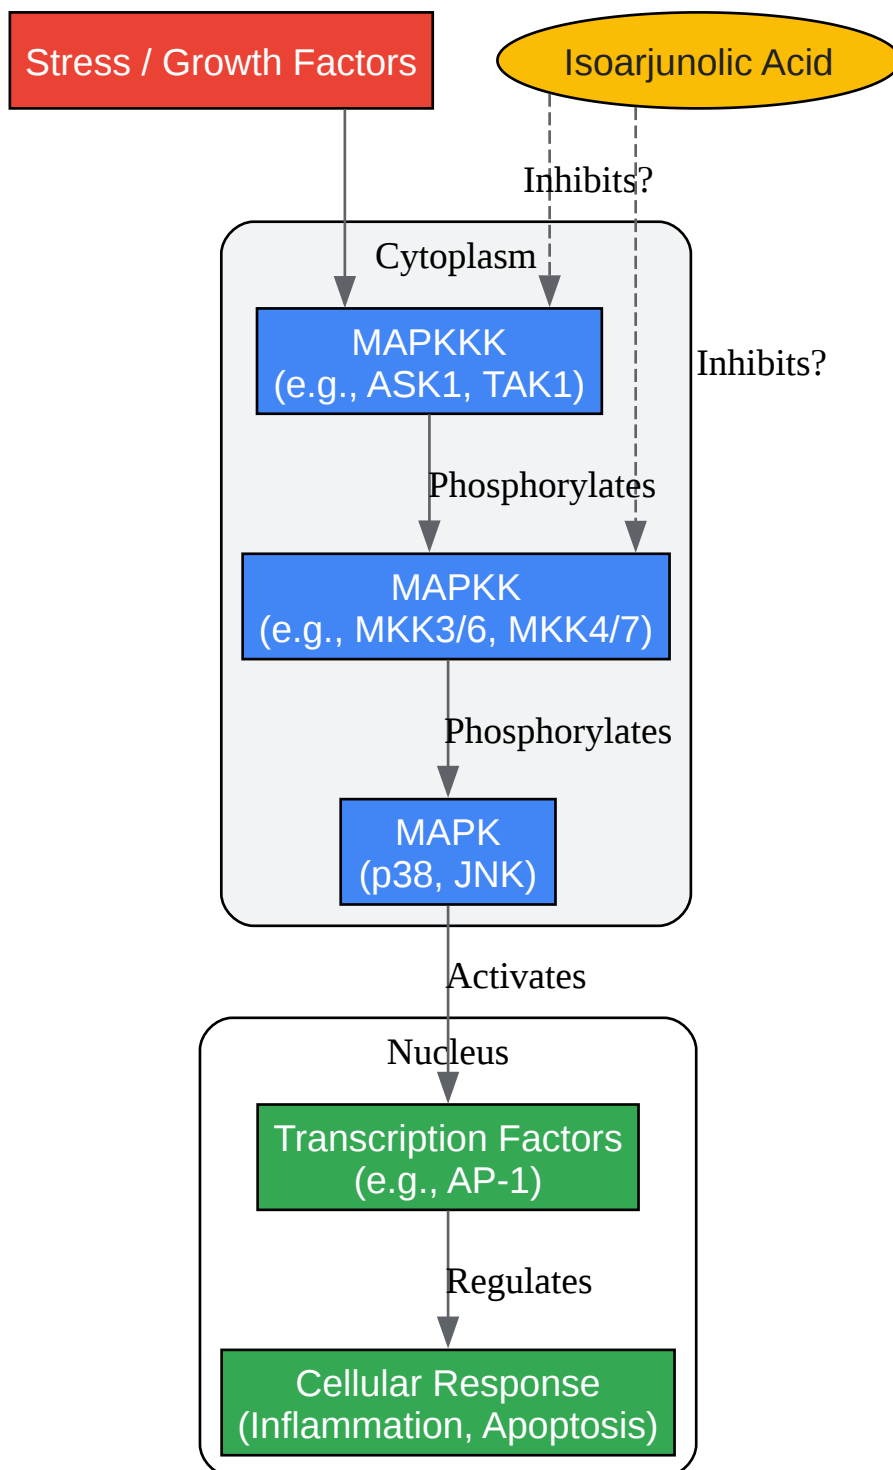 Stress / Growth Factors
Isoarjunolic Acid
Inhibits?
Cytoplasm
MAPKKK
(e.g., ASK1, TAK1)
Inhibits?
Phosphorylates
MAPKK
(e.g., MKK3/6, MKK4/7)
Phosphorylates
MAPK
(p38, JNK)
Activates
Nucleus
Transcription Factors
(e.g., AP-1)
Regulates
Cellular Response
(Inflammation, Apoptosis)